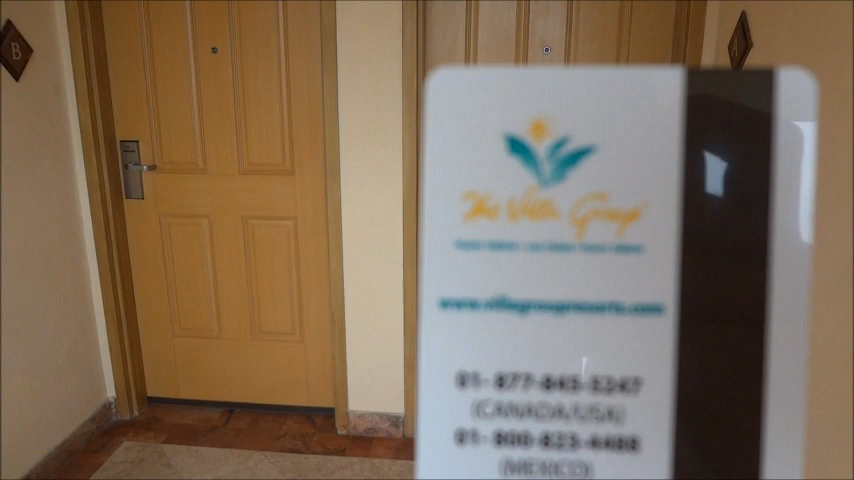 B
A
The Villa Group
www.villagroupresorts.com
01-877-845-5247
(CANADA/USA)
01-800-823-4488
(MEXICO)